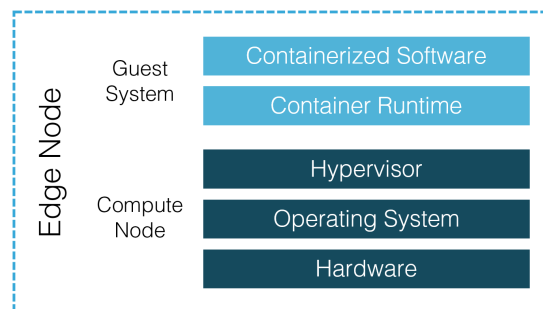 Edge Node
Guest
System
Containerized Software
Container Runtime
Compute
Node
Hypervisor
Operating System
Hardware